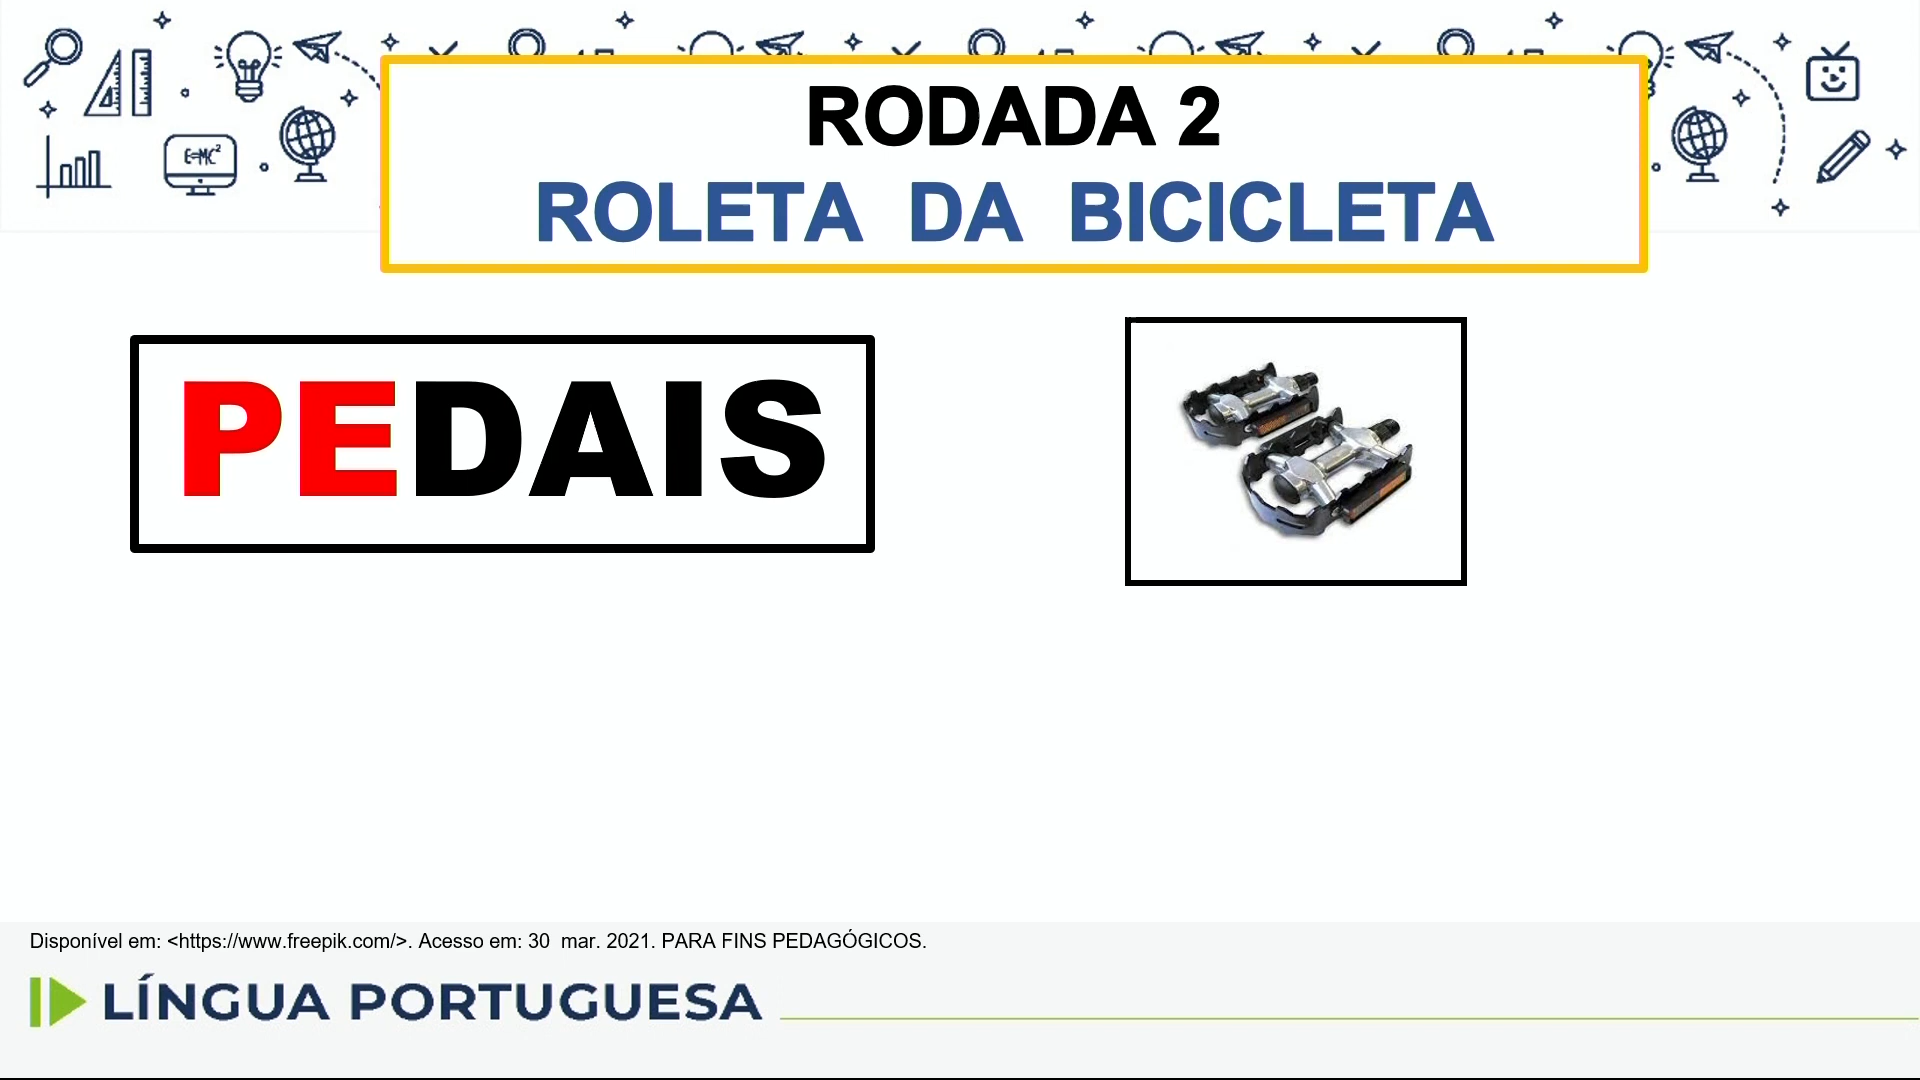 E=MC²
RODADA 2
ROLETA DA BICICLETA
PEDAIS
Disponível em: <https://www.freepik.com/>. Acesso em: 30 mar. 2021. PARA FINS PEDAGÓGICOS.
LÍNGUA PORTUGUESA